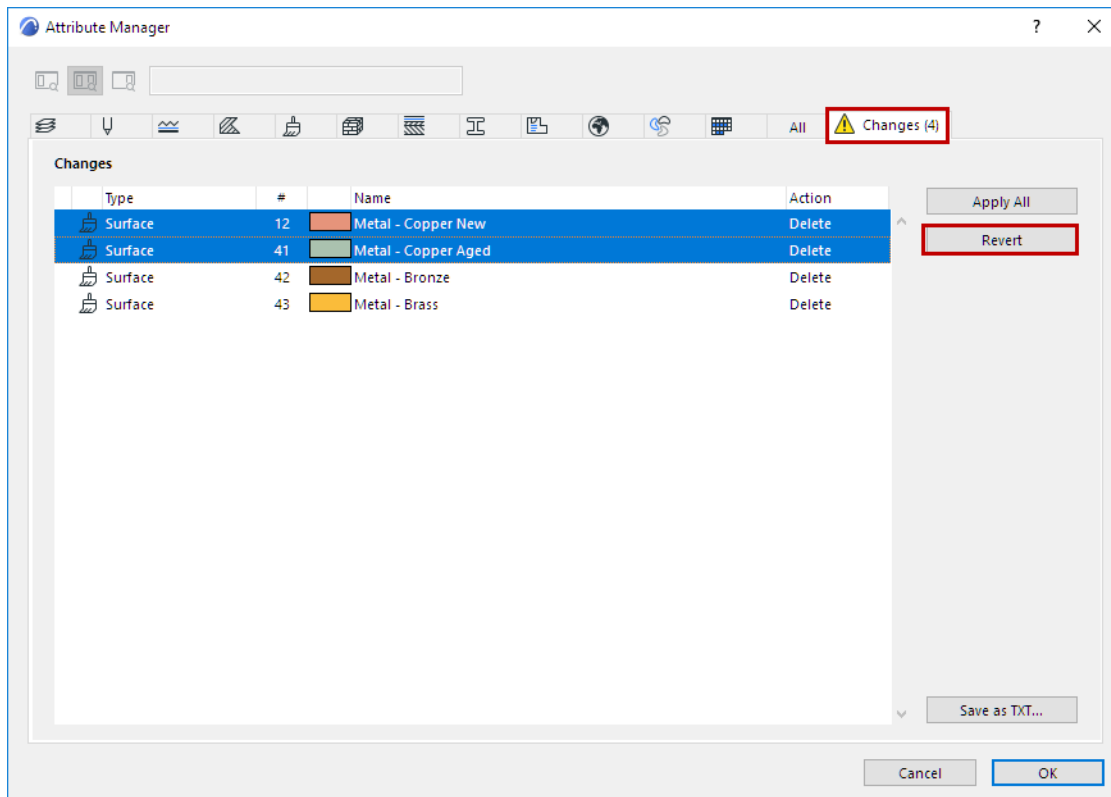 Attribute Manager ?
All Changes (4)
Changes
Type # Name Action
Surface 12 Metal - Copper New Delete
Surface 41 Metal - Copper Aged Delete
Surface 42 Metal - Bronze Delete
Surface 43 Metal - Brass Delete
Apply All
Revert
Save as TXT...
Cancel OK